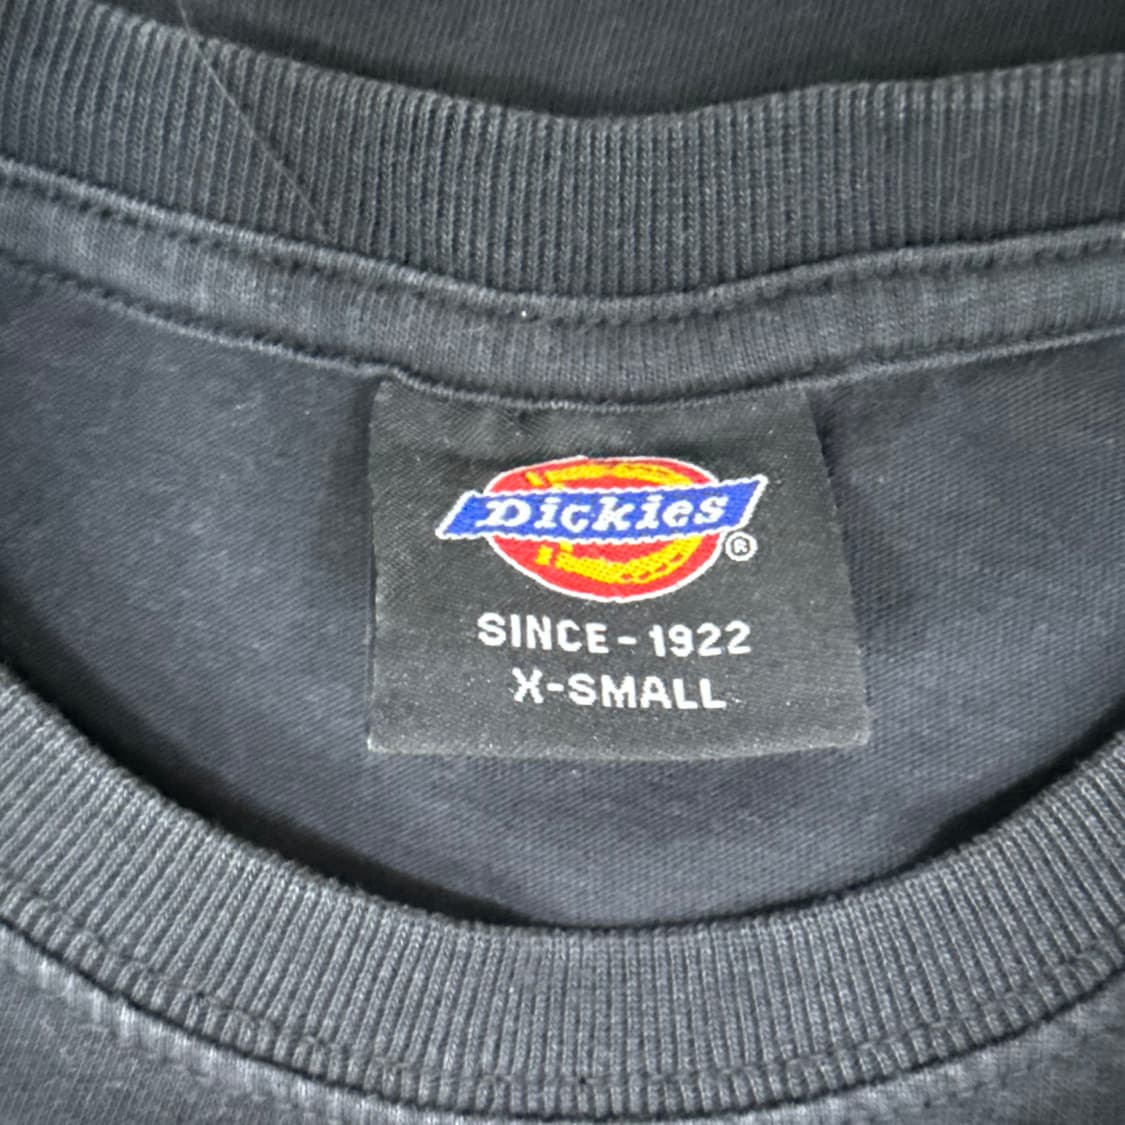 Dickies
®
SINCE - 1922
X-SMALL